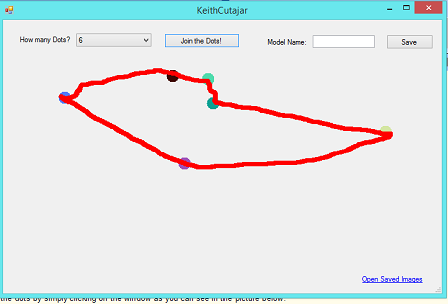 KeithCutajar
How many Dots? 6 Join the Dots! Model Name: Save
Open Saved Images
the dots by simply clicking on the window as you can see in the picture below: